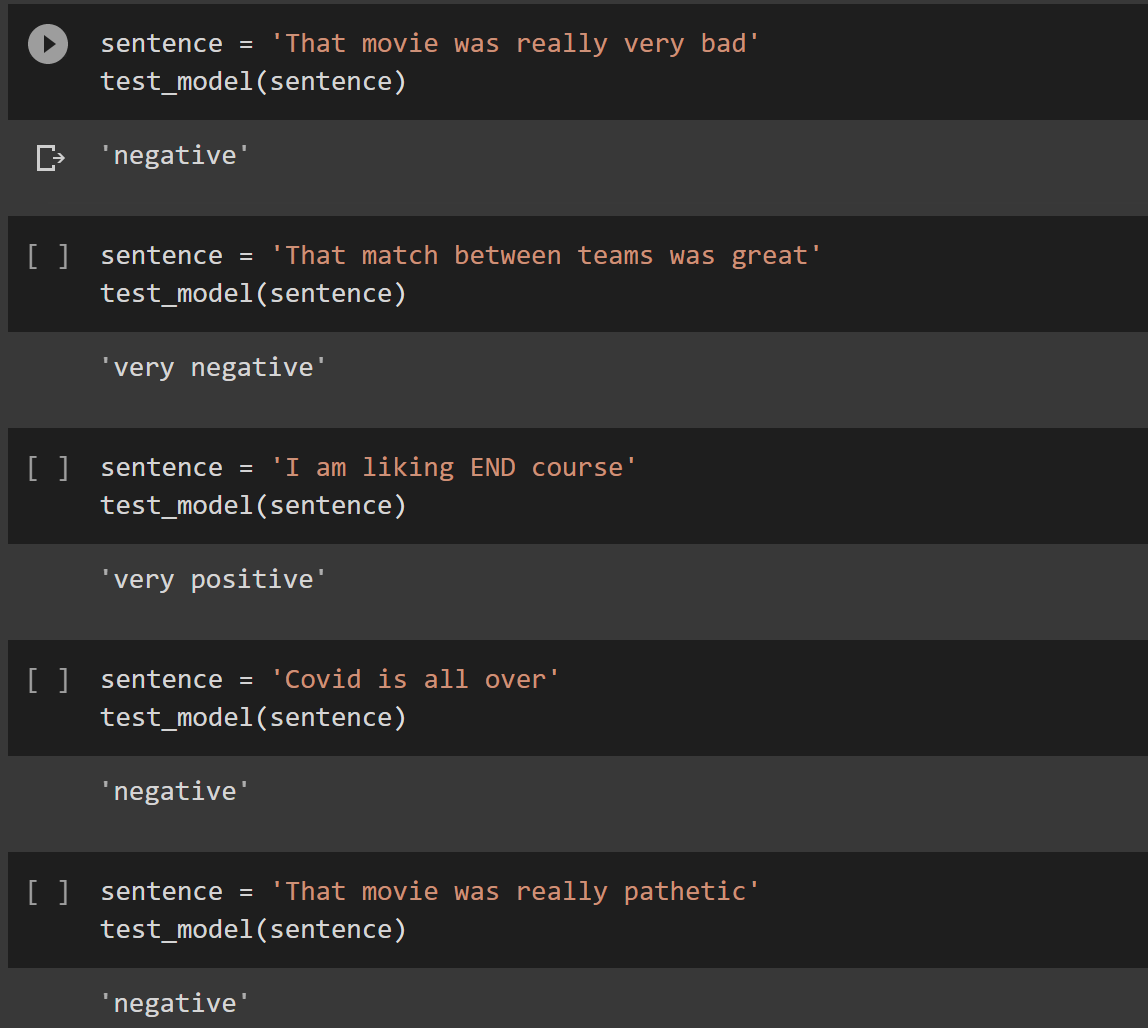 sentence = 'That movie was really very bad'
test_model(sentence)
'negative'
[ ] sentence = 'That match between teams was great'
test_model(sentence)
'very negative'
[ ] sentence = 'I am liking END course'
test_model(sentence)
'very positive'
[ ] sentence = 'Covid is all over'
test_model(sentence)
'negative'
[ ] sentence = 'That movie was really pathetic'
test_model(sentence)
'negative'